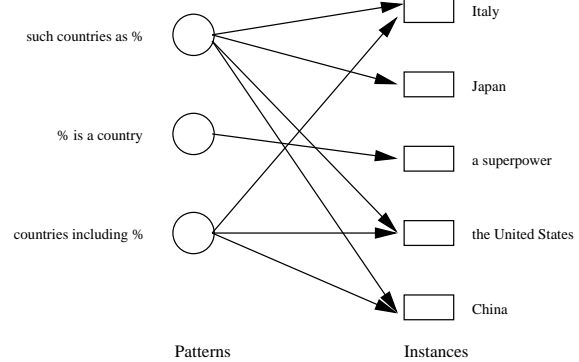 Italy
such countries as %
Japan
% is a country
a superpower
countries including %
the United States
China
Patterns
Instances